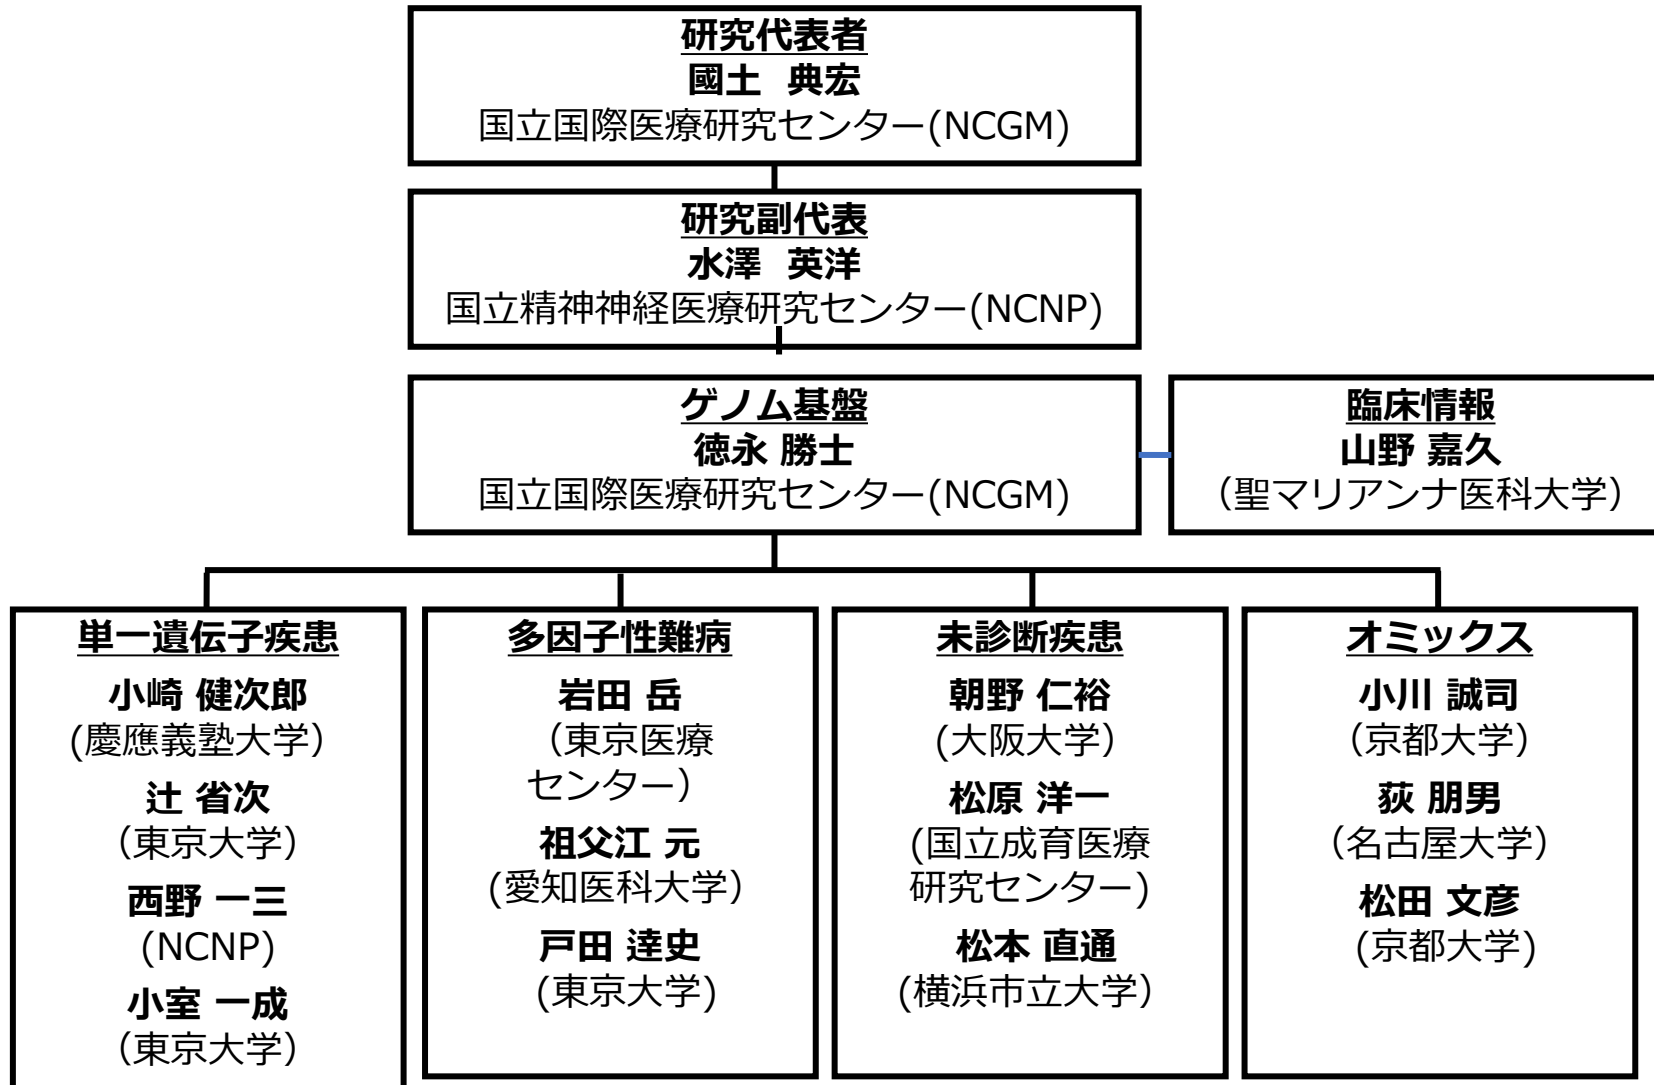 研究代表者
國土 典宏
国立国際医療研究センター(NCGM)
研究副代表
水澤 英洋
国立精神神経医療研究センター(NCNP)
ゲノム基盤
徳永 勝士
国立国際医療研究センター(NCGM)
臨床情報
山野 嘉久
（聖マリアンナ医科大学）
単一遺伝子疾患
小崎 健次郎
(慶應義塾大学）
辻 省次
（東京大学）
西野 一三
(NCNP)
小室 一成
（東京大学）
多因子性難病
岩田 岳
（東京医療
センター）
祖父江 元
(愛知医科大学）
戸田 達史
(東京大学)
未診断疾患
朝野 仁裕
(大阪大学）
松原 洋一
(国立成育医療
研究センター)
松本 直通
(横浜市立大学）
オミックス
小川 誠司
（京都大学）
荻 朋男
（名古屋大学）
松田 文彦
(京都大学)